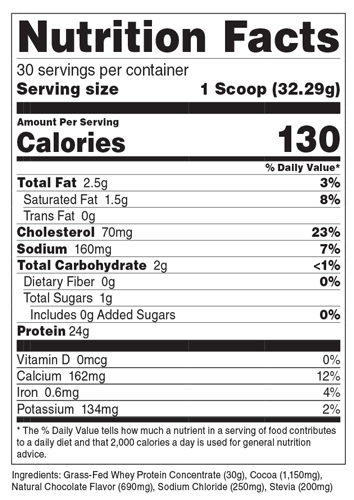 Nutrition Facts
30 servings per container
Serving size 1 Scoop (32.29g)
Amount Per Serving
Calories 130
% Daily Value*
Total Fat 2.5g 3%
Saturated Fat 1.5g 8%
Trans Fat 0g
Cholesterol 70mg 23%
Sodium 160mg 7%
Total Carbohydrate 2g <1%
Dietary Fiber 0g 0%
Total Sugars 1g
Includes 0g Added Sugars 0%
Protein 24g
Vitamin D 0mcg 0%
Calcium 162mg 12%
Iron 0.6mg 4%
Potassium 134mg 2%
* The % Daily Value tells how much a nutrient in a serving of food contributes
to a daily diet and that 2,000 calories a day is used for general nutrition
advice.
Ingredients: Grass-Fed Whey Protein Concentrate (30g), Cocoa (1,150mg),
Natural Chocolate Flavor (690mg), Sodium Chloride (250mg), Stevia (200mg)